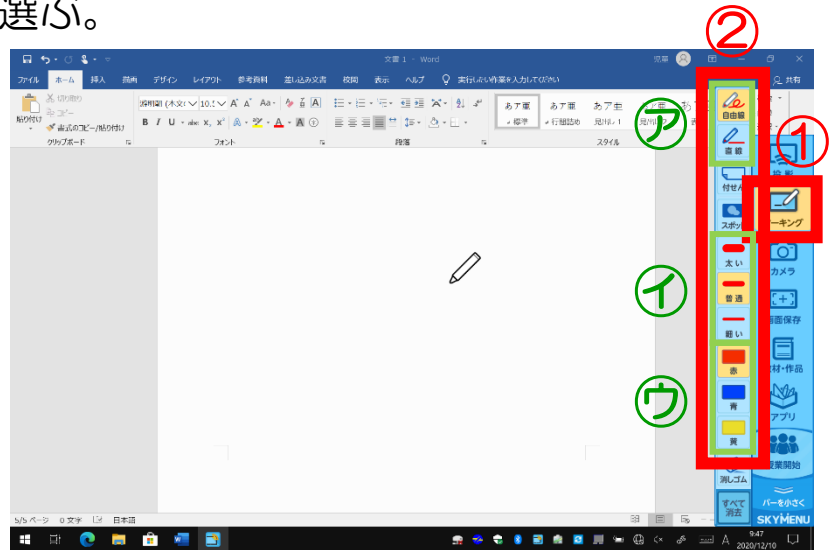 選ぶ。
②
文書 1 - Word
児童
ファイル ホーム 挿入 描画 デザイン レイアウト 参考資料 差し込み文書 校閲 表示 ヘルプ 実行したい作業を入力してください 共有
貼り付け
切り取り
コピー
書式のコピー/貼り付け
クリップボード
10.5
フォント
段落
あア亜
標準
あア亜
行間詰め
あア亜
見出し 1
スタイル
㋐
自由線
直線
①
付せん
スポット
ーキング
㋑
太い
普通
細い
カメラ
画面保存
㋒
赤
青
黄
材・作品
アプリ
授業開始
消しゴム
すべて
消去
バーを小さく
SKYMENU
5/5 ページ 0 文字 日本語
A
9:47
2020/12/10